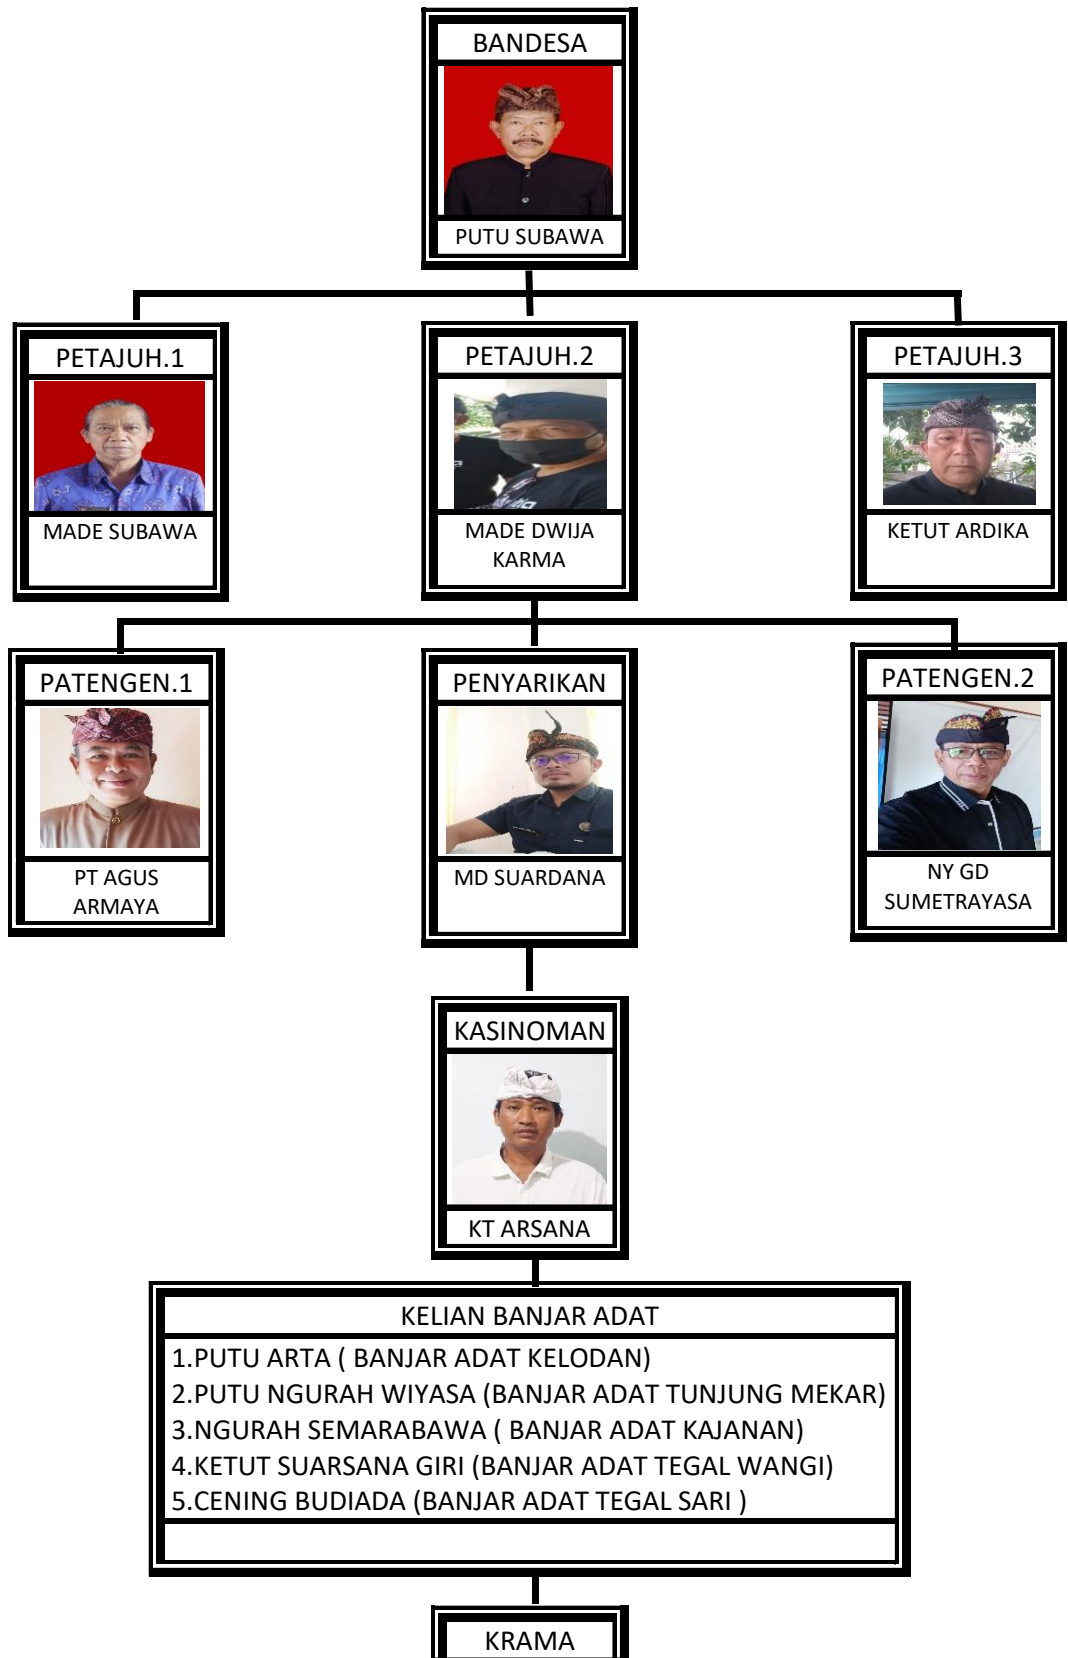 BANDESA
PUTU SUBAWA
PETAJUH.1
MADE SUBAWA
PETAJUH.2
MADE DWIJA
KARMA
PETAJUH.3
KETUT ARDIKA
PATENGEN.1
PT AGUS
ARMAYA
PENYARIKAN
MD SUARDANA
PATENGEN.2
NY GD
SUMETRAYASA
KASINOMAN
KT ARSANA
KELIAN BANJAR ADAT
1.PUTU ARTA ( BANJAR ADAT KELODAN)
2.PUTU NGURAH WIYASA (BANJAR ADAT TUNJUNG MEKAR)
3.NGURAH SEMARABAWA ( BANJAR ADAT KAJANAN)
4.KETUT SUARSANA GIRI (BANJAR ADAT TEGAL WANGI)
5.CENING BUDIADA (BANJAR ADAT TEGAL SARI )
KRAMA